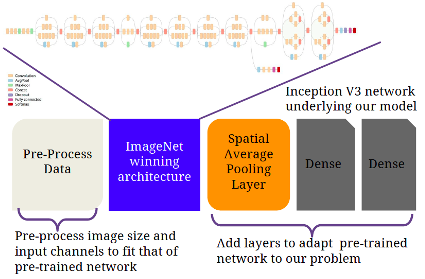 Convolution
AvgPool
MaxPool
Concat
Dropout
Fully connected
Softmax
Inception V3 network
underlying our model
Pre-Process
Data
ImageNet
winning
architecture
Spatial
Average
Pooling
Layer
Dense
Dense
Pre-process image size and
input channels to fit that of
pre-trained network
Add layers to adapt pre-trained
network to our problem